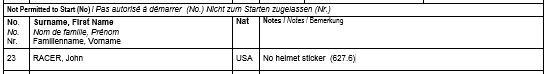 Not Permitted to Start (No) / Pas autorisé à démarrer (No.) Nicht zum Starten zugelassen (Nr.)
No. Surname, First Name Nat Notes / Notes / Bemerkung
No. Nom de famille, Prénom
Nr. Familienname, Vorname
23 RACER, John USA No helmet sticker (627.6)